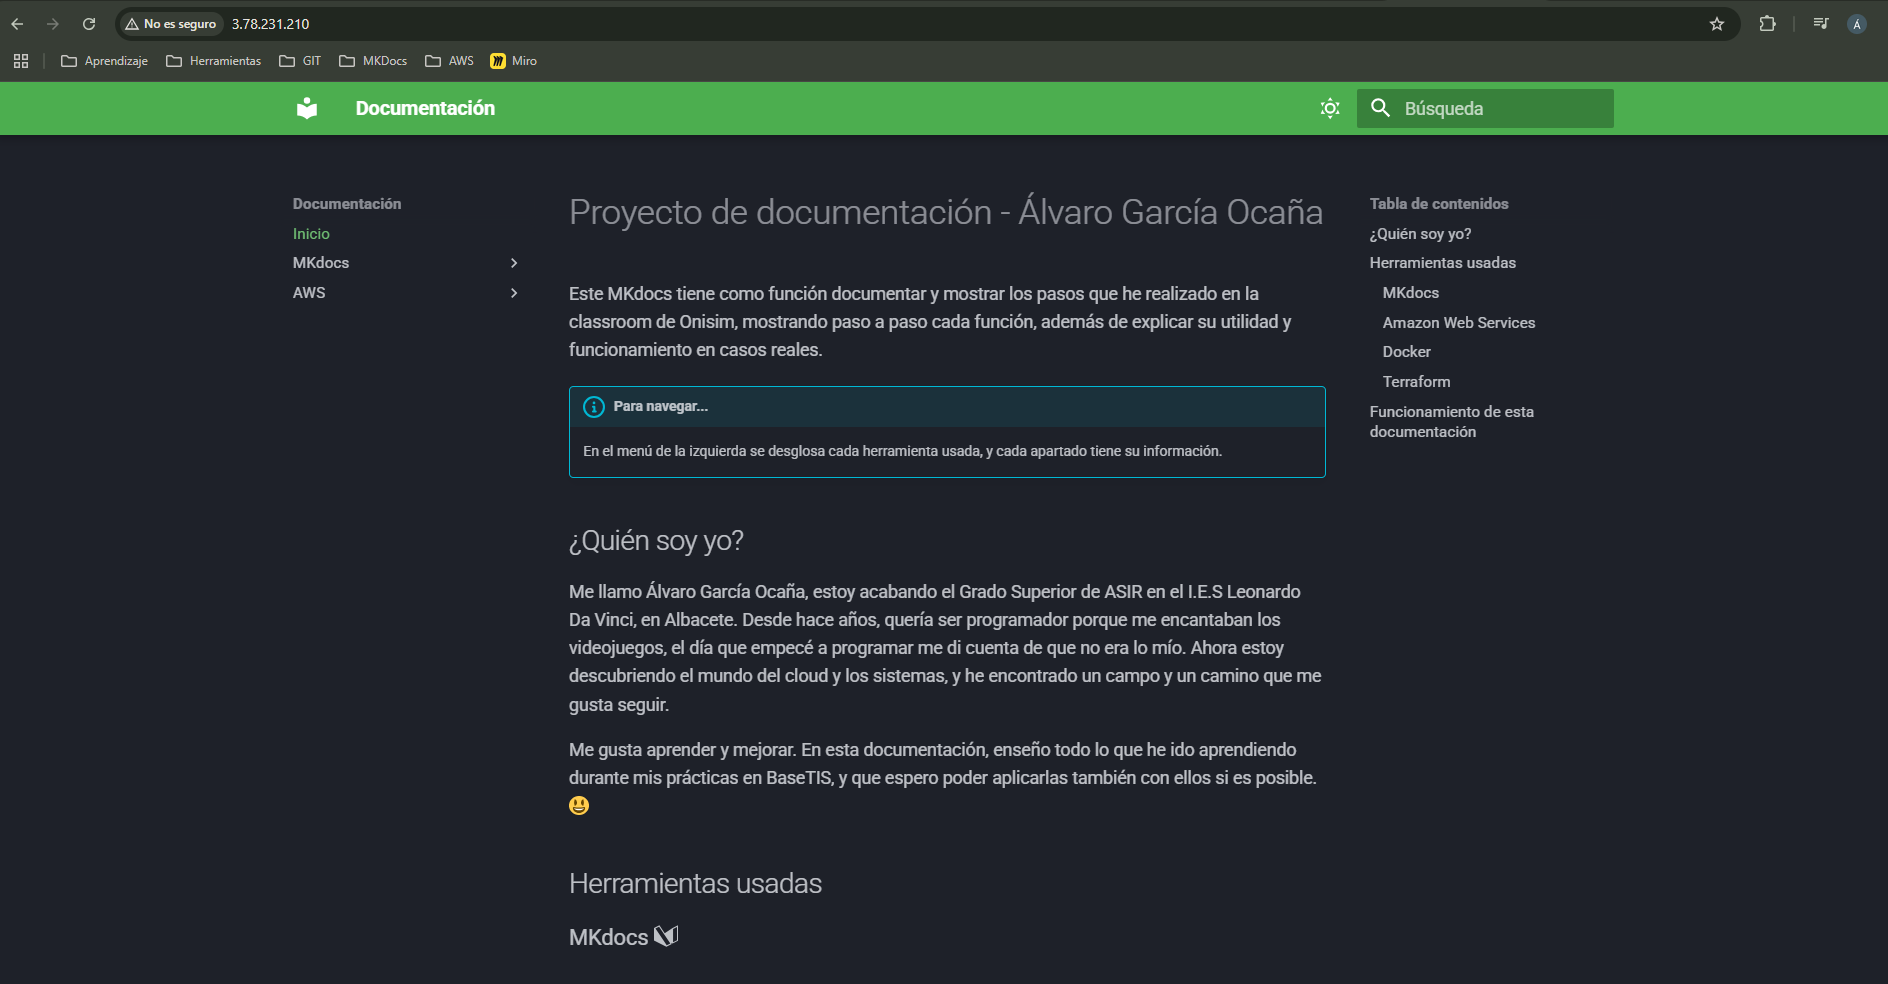 No es seguro
3.78.231.210
Á
Aprendizaje
Herramientas
GIT
MKDocs
AWS
Miro
Documentación
Búsqueda
Documentación
Inicio
MKdocs
AWS
Proyecto de documentación - Álvaro García Ocaña
Este MKdocs tiene como función documentar y mostrar los pasos que he realizado en la
classroom de Onisim, mostrando paso a paso cada función, además de explicar su utilidad y
funcionamiento en casos reales.
Para navegar...
En el menú de la izquierda se desglosa cada herramienta usada, y cada apartado tiene su información.
¿Quién soy yo?
Me llamo Álvaro García Ocaña, estoy acabando el Grado Superior de ASIR en el I.E.S Leonardo
Da Vinci, en Albacete. Desde hace años, quería ser programador porque me encantaban los
videojuegos, el día que empecé a programar me di cuenta de que no era lo mío. Ahora estoy
descubriendo el mundo del cloud y los sistemas, y he encontrado un campo y un camino que me
gusta seguir.
Me gusta aprender y mejorar. En esta documentación, enseño todo lo que he ido aprendiendo
durante mis prácticas en BaseTIS, y que espero poder aplicarlas también con ellos si es posible.
😃
Herramientas usadas
MKdocs
Tabla de contenidos
¿Quién soy yo?
Herramientas usadas
MKdocs
Amazon Web Services
Docker
Terraform
Funcionamiento de esta
documentación